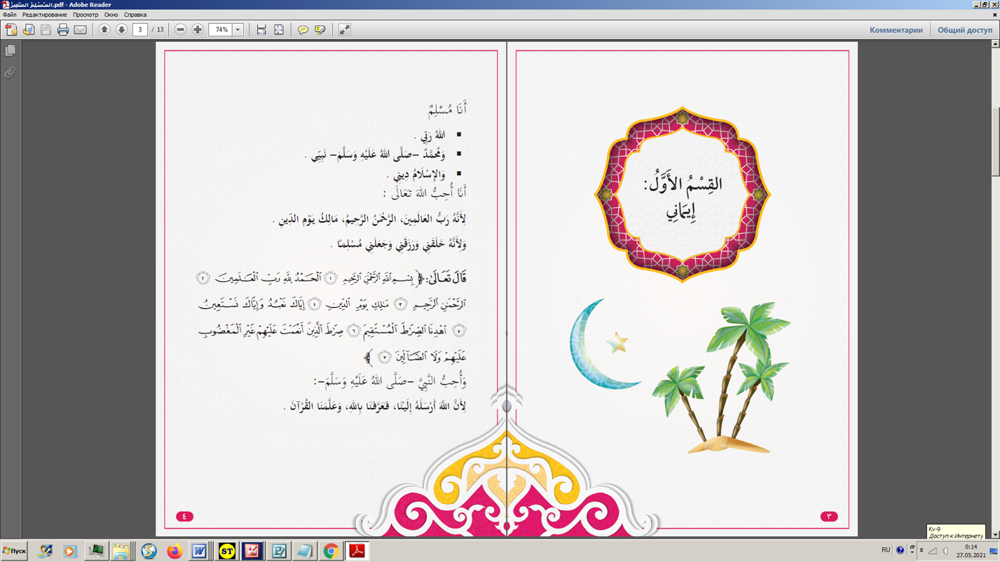 المُسْلِمُ الصَّغِيرُ.pdf - Adobe Reader
Файл Редактирование Просмотр Окно Справка
3 / 13 74% Комментарии Общий доступ
القِسْمُ الأَوَّلُ:
إِيمَانِي
٣
أَنَا مُسْلِمٌ
▪ اللهُ رَبِّي .
▪ وَمُحَمَّدٌ –صَلَّى اللهُ عَلَيْهِ وَسَلَّمَ– نَبِيِّي .
▪ وَالإِسْلَامُ دِينِي .
أَنَا أُحِبُّ اللهَ تَعَالَى :
لِأَنَّهُ رَبُّ العَالَمِينَ، الرَّحْمَنُ الرَّحِيمُ، مَالِكُ يَوْمِ الدِّينِ .
وَلأَنَّهُ خَلَقَنِي وَرَزَقَنِي وَجَعَلَنِي مُسْلِمًا .
قَالَ تَعَالَى: ﴿ بِسْمِ ٱللَّهِ ٱلرَّحْمَٰنِ ٱلرَّحِيمِ ١ ٱلْحَمْدُ لِلَّهِ رَبِّ ٱلْعَٰلَمِينَ ٢
ٱلرَّحْمَٰنِ ٱلرَّحِيمِ ٣ مَٰلِكِ يَوْمِ ٱلدِّينِ ٤ إِيَّاكَ نَعْبُدُ وَإِيَّاكَ نَسْتَعِينُ
٥ ٱهْدِنَا ٱلصِّرَٰطَ ٱلْمُسْتَقِيمَ ٦ صِرَٰطَ ٱلَّذِينَ أَنْعَمْتَ عَلَيْهِمْ غَيْرِ ٱلْمَغْضُوبِ
عَلَيْهِمْ وَلَا ٱلضَّآلِّينَ ٧ ﴾
وَأُحِبُّ النَّبِيَّ –صَلَّى اللهُ عَلَيْهِ وَسَلَّمَ–:
لِأَنَّ اللَّهَ أَرْسَلَهُ إِلَيْنَا، فَعَرَّفَنَا بِاللهِ، وَعَلَّمَنَا القُرْآنَ .
٤
Kv-9
Доступ к Интернету
Пуск ST RU 0:14
27.05.2021